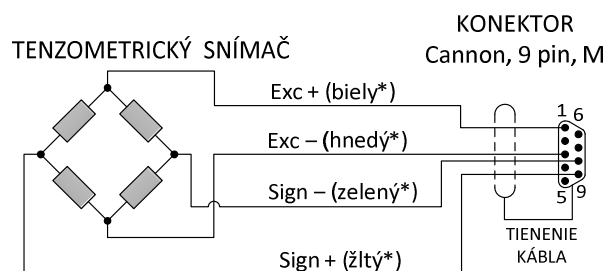 KONEKTOR
TENZOMETRICKÝ SNÍMAČ
Cannon, 9 pin, M
Exc + (biely*)
1 6
Exc – (hnedý*)
Sign – (zelený*)
5 9
TIENENIE
KÁBLA
Sign + (žltý*)